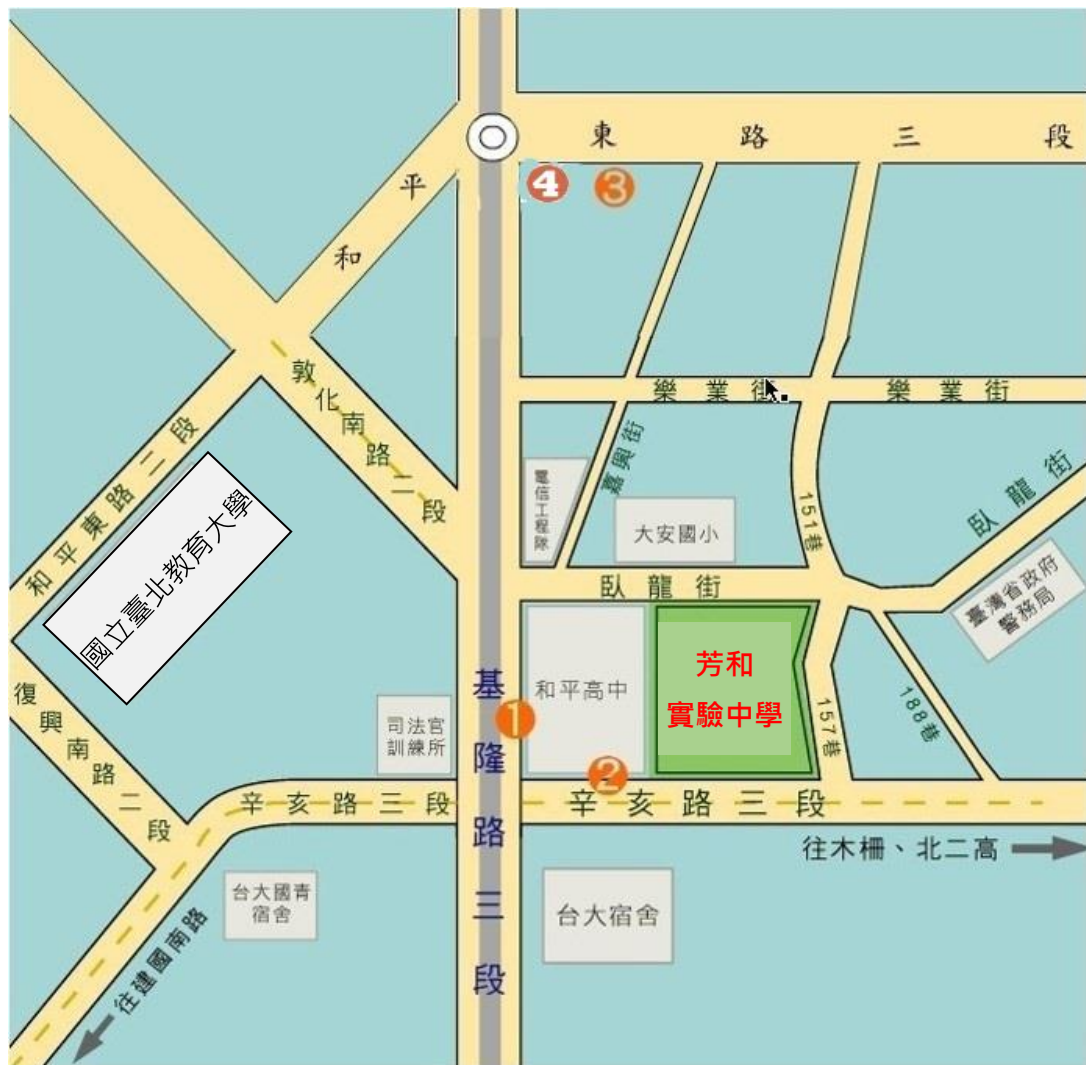 東路三段
4
3
和平
敦化南路二段
樂業街
樂業街
和平東路二段
國立臺北教育大學
電信
工程隊
嘉興街
大安國小
151巷
臥龍街
臥龍街
臺灣省政府
警務局
芳和
實驗中學
和平高中
基隆路三段
1
司法官
訓練所
157巷
188巷
復興南路二段
2
辛亥路三段
辛亥路三段
往木柵、北二高
台大國青
宿舍
台大宿舍
往建國南路